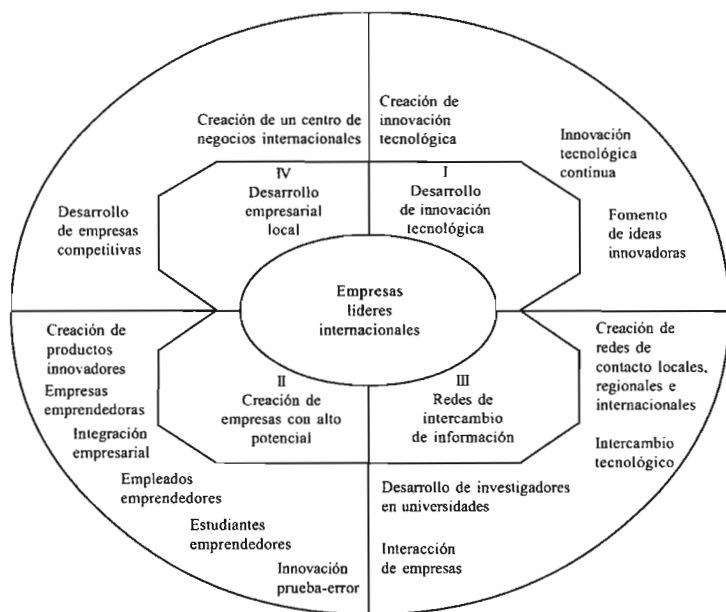 Creación de un centro de
negocios internacionales
Creación de
innovación
tecnológica
Innovación
tecnológica
contínua
IV
Desarrollo
empresarial
local
I
Desarrollo
de innovación
tecnológica
Desarrollo
de empresas
competitivas
Fomento
de ideas
innovadoras
Empresas
líderes
internacionales
Creación de
productos
innovadores
Empresas
emprendedoras
Integración
empresarial
Empleados
emprendedores
Estudiantes
emprendedores
Innovación
prueba-error
II
Creación de
empresas con alto
potencial
III
Redes de
intercambio
de información
Creación de
redes de
contacto locales,
regionales e
internacionales
Intercambio
tecnológico
Desarrollo de investigadores
en universidades
Interacción
de empresas